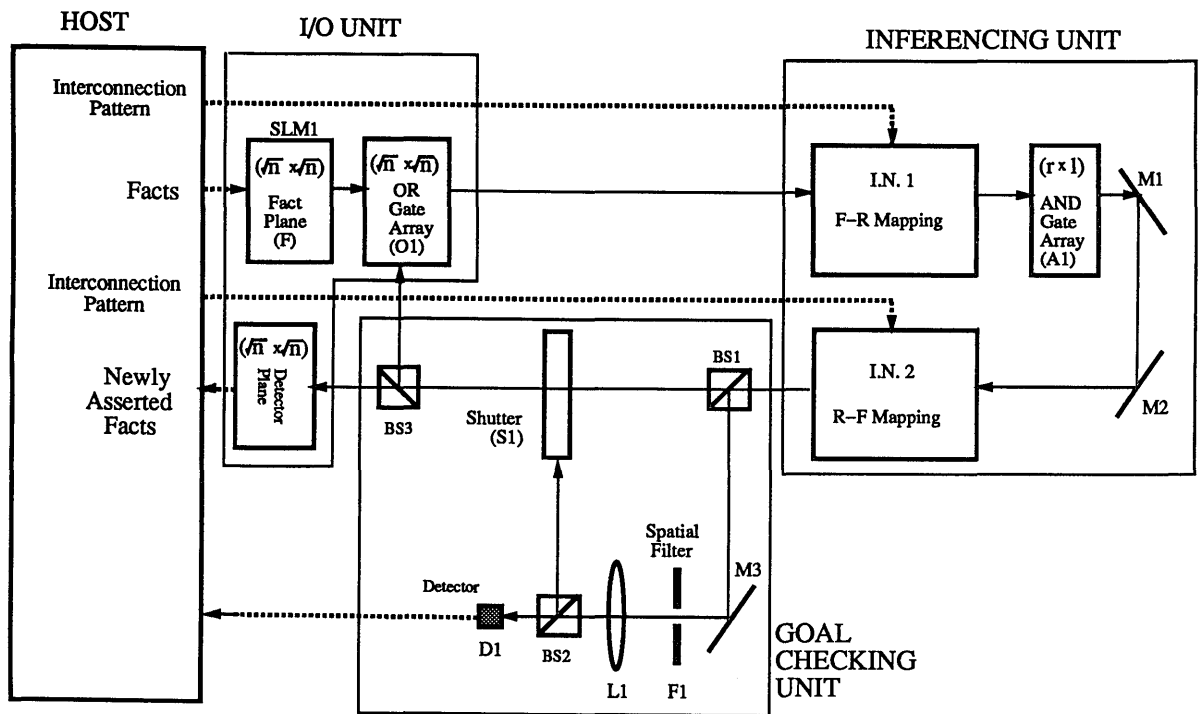 HOST
I/O UNIT
INFERENCING UNIT
Interconnection
Pattern
SLM1
(√n x√n)
Fact
Plane
(F)
(√n x√n)
OR
Gate
Array
(O1)
Facts
I.N. 1
F–R Mapping
(r x 1)
AND
Gate
Array
(A1)
M1
Interconnection
Pattern
(√n x√n)
Detector
Plane
Newly
Asserted
Facts
BS3
Shutter
(S1)
BS1
I.N. 2
R–F Mapping
M2
Spatial
Filter
M3
Detector
D1
BS2
L1
F1
GOAL
CHECKING
UNIT